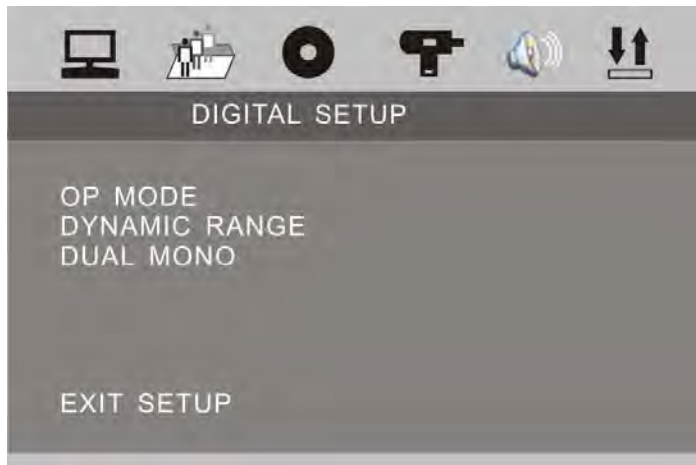 DIGITAL SETUP
OP MODE
DYNAMIC RANGE
DUAL MONO
EXIT SETUP